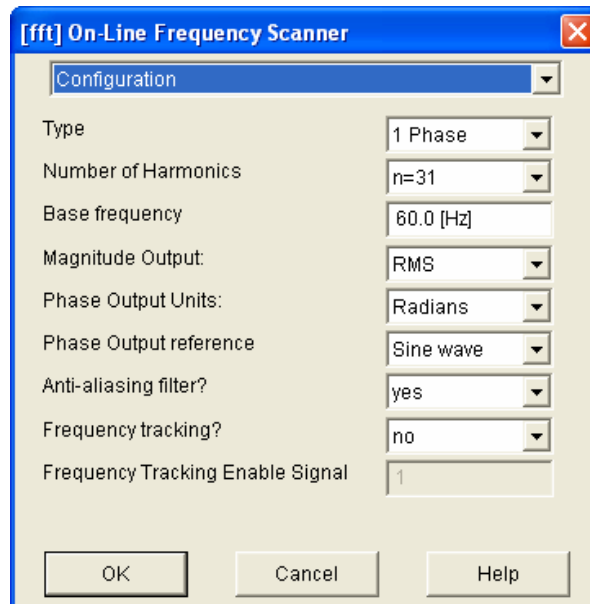 [fft] On-Line Frequency Scanner
Configuration
Type 1 Phase
Number of Harmonics n=31
Base frequency 60.0 [Hz]
Magnitude Output: RMS
Phase Output Units: Radians
Phase Output reference Sine wave
Anti-aliasing filter? yes
Frequency tracking? no
Frequency Tracking Enable Signal 1
OK Cancel Help